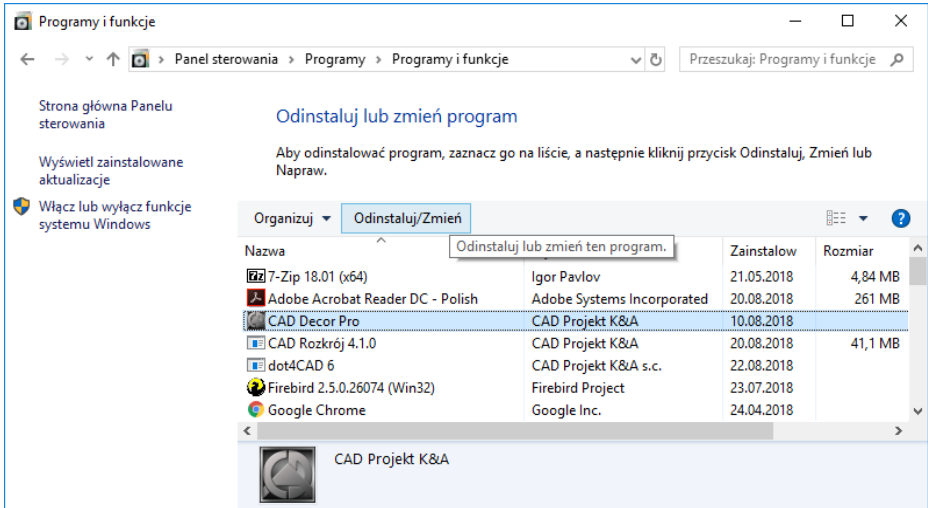 Programy i funkcje
Panel sterowania > Programy > Programy i funkcje
Przeszukaj: Programy i funkcje
Strona główna Panelu
sterowania
Wyświetl zainstalowane
aktualizacje
Włącz lub wyłącz funkcje
systemu Windows
Odinstaluj lub zmień program
Aby odinstalować program, zaznacz go na liście, a następnie kliknij przycisk Odinstaluj, Zmień lub
Napraw.
Organizuj Odinstaluj/Zmień
Odinstaluj lub zmień ten program.
Nazwa Zainstalow Rozmiar
7-Zip 18.01 (x64) Igor Pavlov 21.05.2018 4,84 MB
Adobe Acrobat Reader DC - Polish Adobe Systems Incorporated 20.08.2018 261 MB
CAD Decor Pro CAD Projekt K&A 10.08.2018
CAD Rozkrój 4.1.0 CAD Projekt K&A 20.08.2018 41,1 MB
dot4CAD 6 CAD Projekt K&A s.c. 22.08.2018
Firebird 2.5.0.26074 (Win32) Firebird Project 23.07.2018
Google Chrome Google Inc. 24.04.2018
CAD Projekt K&A